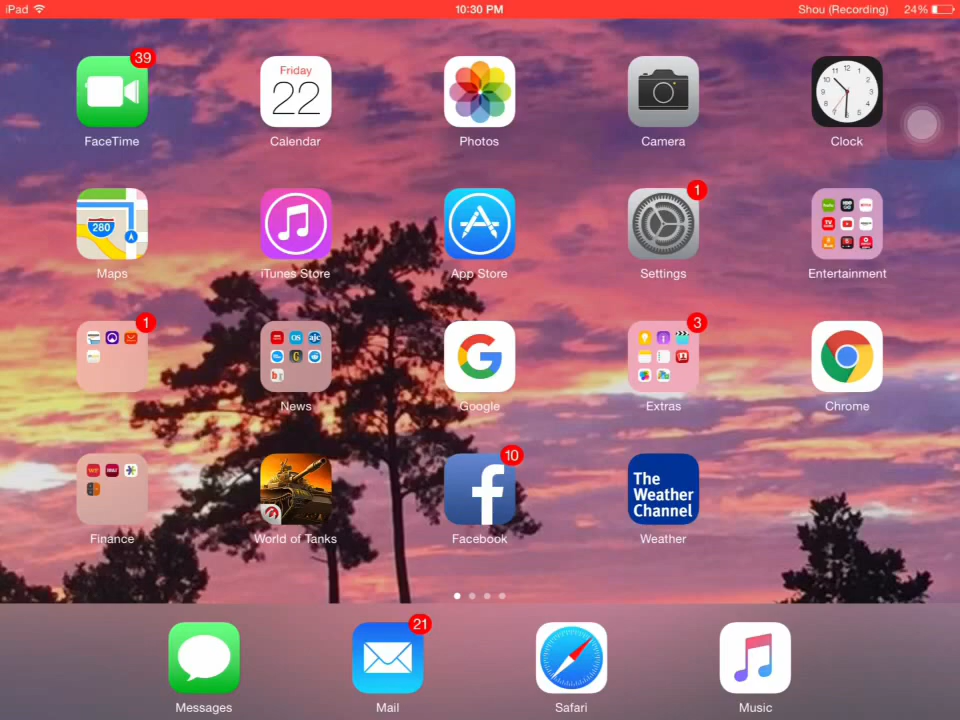 iPad 10:30 PM Shou (Recording) 24%
39
Friday
22
280
FaceTime Calendar Photos Camera Clock
1
Maps iTunes Store App Store Settings Entertainment
1 3
News Google Extras Chrome
10
The
Weather
Channel
Finance World of Tanks Facebook Weather
21
Messages Mail Safari Music